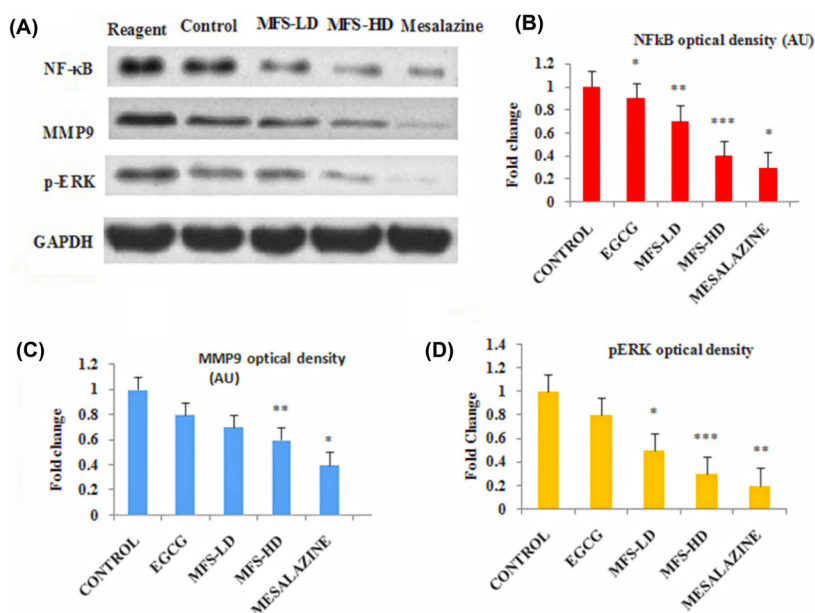 (A)
Reagent Control MFS-LD MFS-HD Mesalazine
NF-κB
MMP9
p-ERK
GAPDH
(B)
NFkB optical density (AU)
Fold change
1.2
1
0.8
0.6
0.4
0.2
0
*
**
***
*
CONTROL
EGCG
MFS-LD
MFS-HD
MESALAZINE
(C)
MMP9 optical density
(AU)
Fold change
1.2
1
0.8
0.6
0.4
0.2
0
**
*
CONTROL
EGCG
MFS-LD
MFS-HD
MESALAZINE
(D)
pERK optical density
Fold Change
1.4
1.2
1
0.8
0.6
0.4
0.2
0
*
***
**
CONTROL
EGCG
MFS-LD
MFS-HD
MESALAZINE